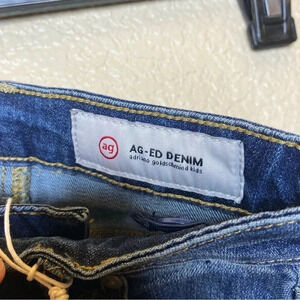 ag
AG-ED DENIM
adriano goldschmied kids